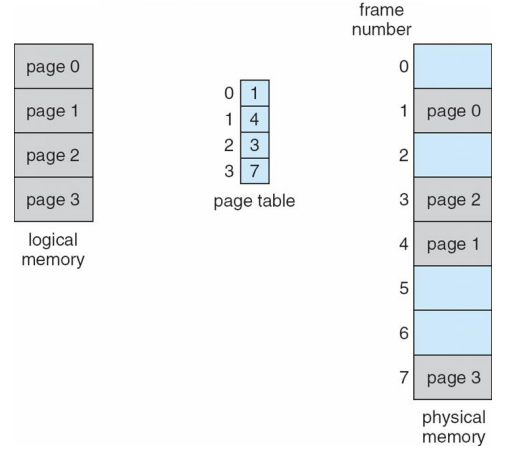 frame
number
page 0
page 1
page 2
page 3
logical
memory
0 1
1 4
2 3
3 7
page table
0
1 page 0
2
3 page 2
4 page 1
5
6
7 page 3
physical
memory